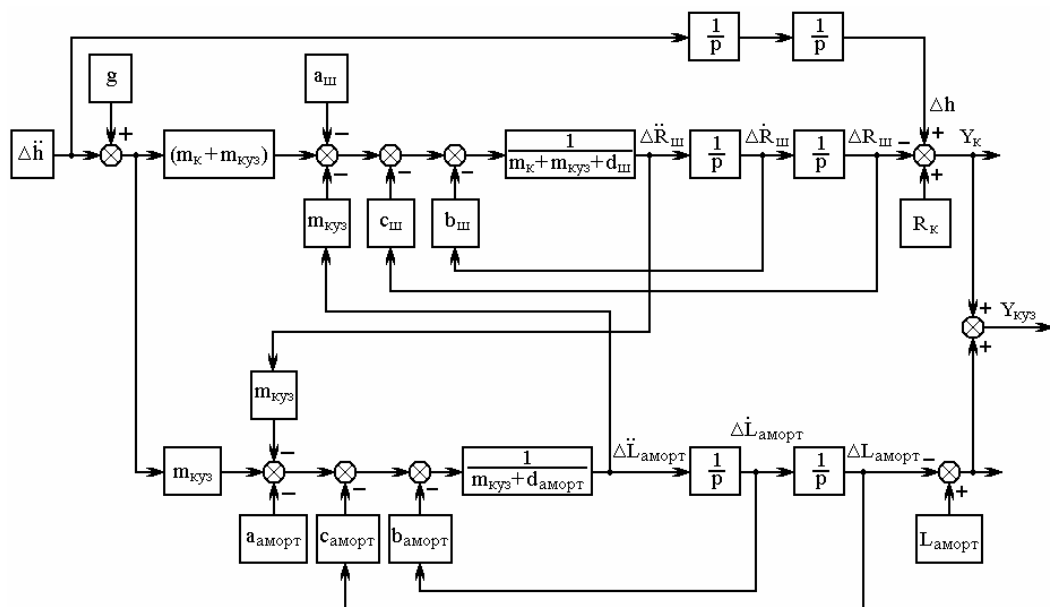 1/p 1/p
g
a_ш
Δh
Δḧ
+
(m_к+m_куз)
−
−
−
−
1/(m_к+m_куз+d_ш)
ΔR̈_ш
1/p
ΔṘ_ш
1/p
ΔR_ш
−
+
+
Y_к
m_куз
c_ш
b_ш
R_к
+
+
Y_куз
m_куз
m_куз
−
−
−
−
1/(m_куз+d_аморт)
ΔL̈_аморт
1/p
ΔL̇_аморт
1/p
ΔL_аморт
−
+
a_аморт
c_аморт
b_аморт
L_аморт